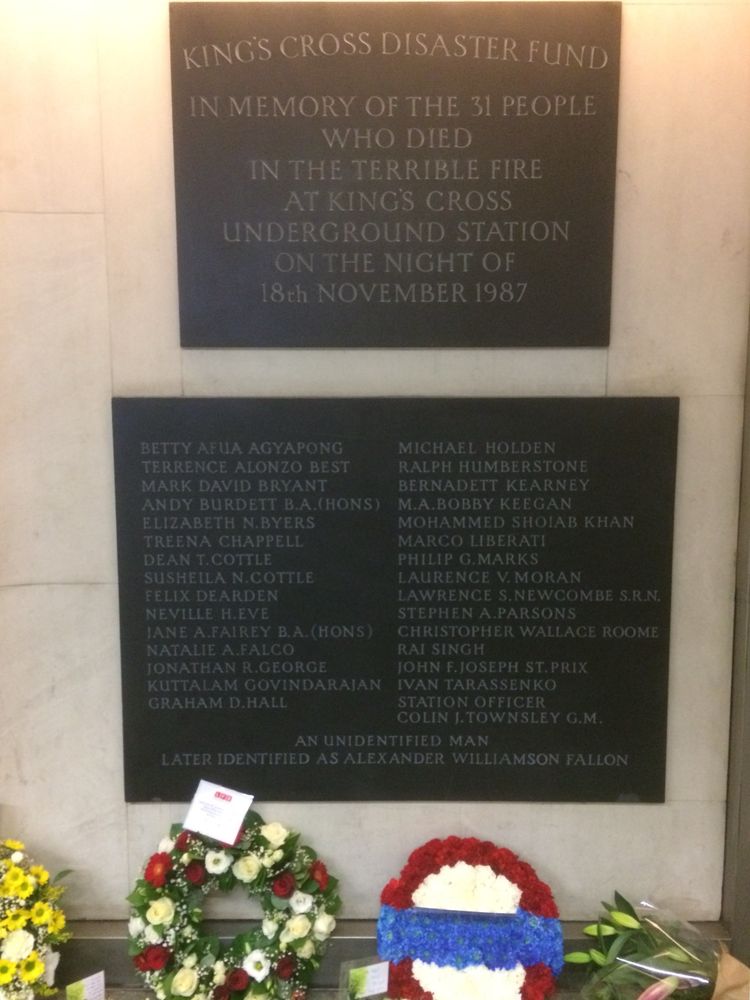 KING'S CROSS DISASTER FUND
IN MEMORY OF THE 31 PEOPLE
WHO DIED
IN THE TERRIBLE FIRE
AT KING'S CROSS
UNDERGROUND STATION
ON THE NIGHT OF
18th NOVEMBER 1987
BETTY AFUA AGYAPONG
TERRENCE ALONZO BEST
MARK DAVID BRYANT
ANDY BURDETT B.A.(HONS)
ELIZABETH N.BYERS
TREENA CHAPPELL
DEAN T.COTTLE
SUSHEILA N.COTTLE
FELIX DEARDEN
NEVILLE H.EVE
JANE A.FAIREY B.A.(HONS)
NATALIE A.FALCO
JONATHAN R.GEORGE
KUTTALAM GOVINDARAJAN
GRAHAM D.HALL
MICHAEL HOLDEN
RALPH HUMBERSTONE
BERNADETT KEARNEY
M.A.BOBBY KEEGAN
MOHAMMED SHOIAB KHAN
MARCO LIBERATI
PHILIP G.MARKS
LAURENCE V.MORAN
LAWRENCE S.NEWCOMBE S.R.N.
STEPHEN A.PARSONS
CHRISTOPHER WALLACE ROOME
RAI SINGH
JOHN F.JOSEPH ST.PRIX
IVAN TARASSENKO
STATION OFFICER
COLIN J.TOWNSLEY G.M.
AN UNIDENTIFIED MAN
LATER IDENTIFIED AS ALEXANDER WILLIAMSON FALLON